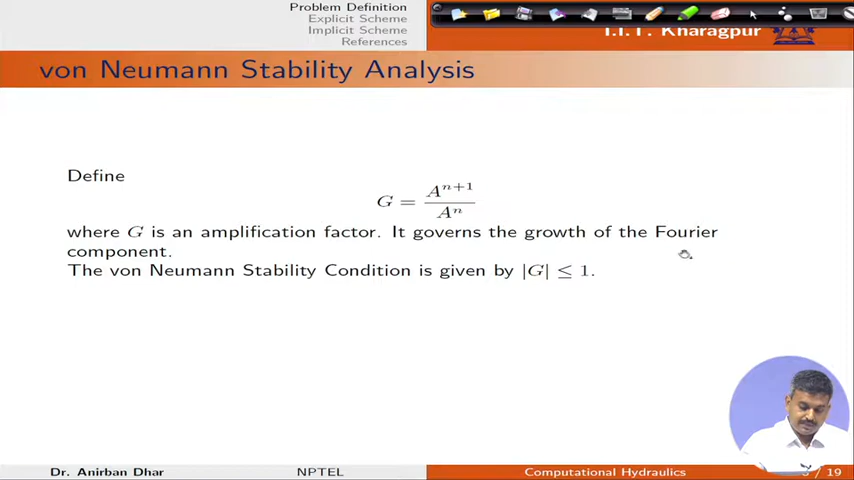 Problem Definition
Explicit Scheme
Implicit Scheme
References
I.I.T. Kharagpur
von Neumann Stability Analysis
Define
G = A^{n+1} / A^n
where G is an amplification factor. It governs the growth of the Fourier
component.
The von Neumann Stability Condition is given by |G| ≤ 1.
Dr. Anirban Dhar NPTEL Computational Hydraulics / 19